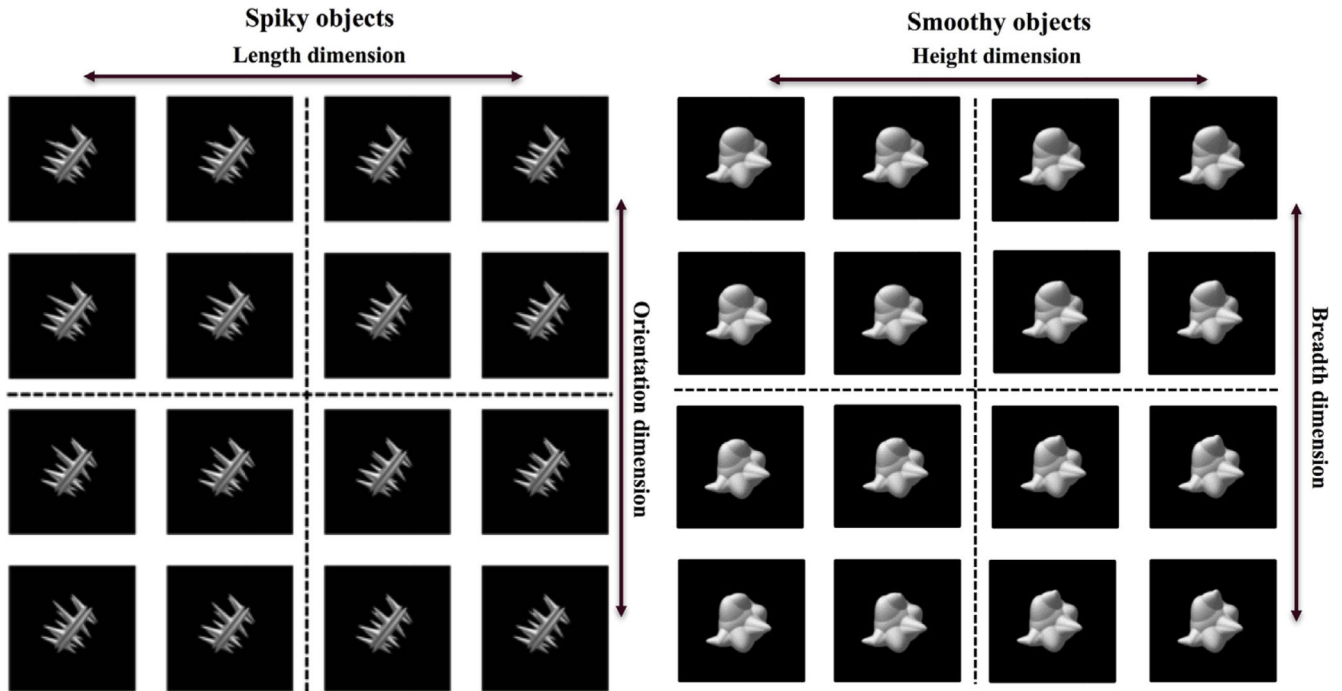 Spiky objects
Length dimension
Orientation dimension
Smoothy objects
Height dimension
Breadth dimension